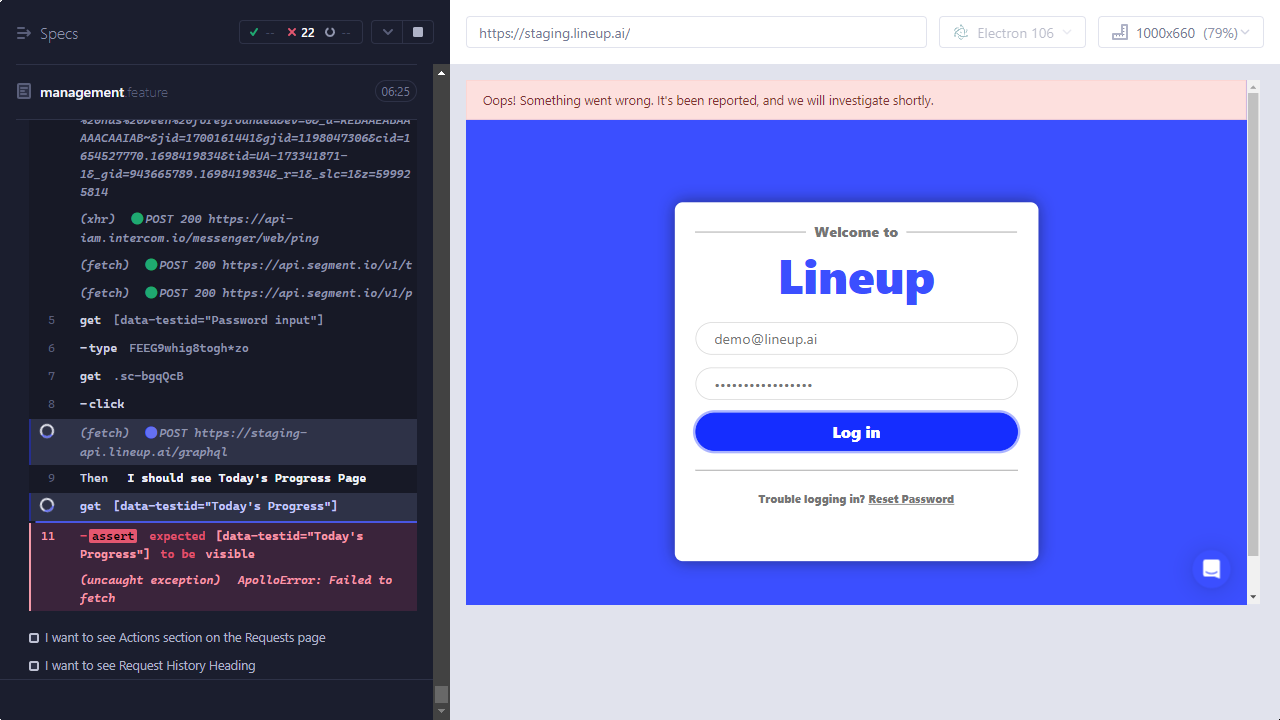 Specs
-- 22 --
management feature
06:25
AAAACAAIAB~&jid=1700161441&gjid=1198047306&cid=1
654527770.1698419834&tid=UA-173341871-
1&_gid=943665789.1698419834&_r=1&_slc=1&z=59992
5814
(xhr) POST 200 https://api-
iam.intercom.io/messenger/web/ping
(fetch) POST 200 https://api.segment.io/v1/t
(fetch) POST 200 https://api.segment.io/v1/p
5 get [data-testid="Password input"]
6 -type FEEG9whig8togh*zo
7 get .sc-bgqQcB
8 -click
(fetch) POST https://staging-
api.lineup.ai/graphql
9 Then I should see Today's Progress Page
get [data-testid="Today's Progress"]
11 -assert expected [data-testid="Today's
Progress"] to be visible
(uncaught exception) ApolloError: Failed to
fetch
I want to see Actions section on the Requests page
I want to see Request History Heading
https://staging.lineup.ai/
Electron 106
1000x660 (79%)
Oops! Something went wrong. It's been reported, and we will investigate shortly.
Welcome to
Lineup
demo@lineup.ai
•••••••••••••••••
Log in
Trouble logging in? Reset Password